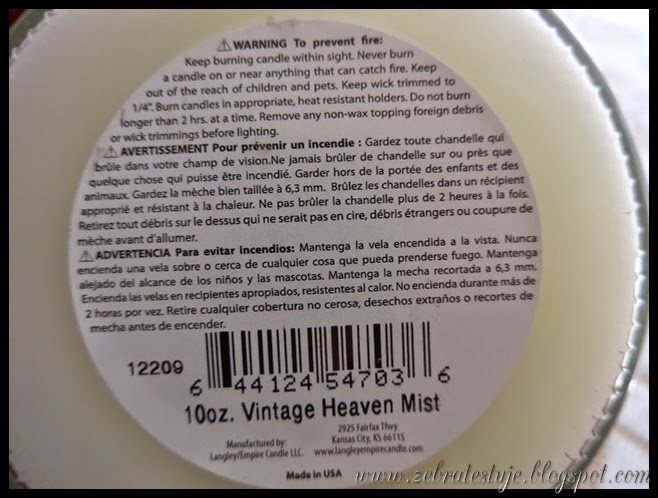 ⚠WARNING To prevent fire:
Keep burning candle within sight. Never burn
a candle on or near anything that can catch fire. Keep
out of the reach of children and pets. Keep wick trimmed to
1/4". Burn candles in appropriate, heat resistant holders. Do not burn
longer than 2 hrs. at a time. Remove any non-wax topping foreign debris
or wick trimmings before lighting.
⚠AVERTISSEMENT Pour prévenir un incendie : Gardez toute chandelle qui
brûle dans votre champ de vision.Ne jamais brûler de chandelle sur ou près que
quelque chose qui puisse être incendié. Garder hors de la portée des enfants et des
animaux. Gardez la mèche bien taillée à 6,3 mm. Brûlez les chandelles dans un récipient
approprié et résistant à la chaleur. Ne pas brûler la chandelle plus de 2 heures à la fois.
Retirez tout débris sur le dessus qui ne serait pas en cire, débris étrangers ou coupure de
mèche avant d'allumer.
⚠ADVERTENCIA Para evitar incendios: Mantenga la vela encendida a la vista. Nunca
encienda una vela sobre o cerca de cualquier cosa que pueda prenderse fuego. Mantenga
alejado del alcance de los niños y las mascotas. Mantenga la mecha recortada a 6,3 mm.
Encienda las velas en recipientes apropiados, resistentes al calor. No encienda durante más de
2 horas por vez. Retire cualquier cobertura no cerosa, desechos extraños o recortes de
mecha antes de encender.
12209
6 44124 54703 6
10oz. Vintage Heaven Mist
Manufactured by:
Langley/Empire Candle LLC.
2925 Fairfax Tfwy
Kansas City, KS 66115
www.langleyempirecandle.com
Made in USA
www.zebratestuje.blogspot.com